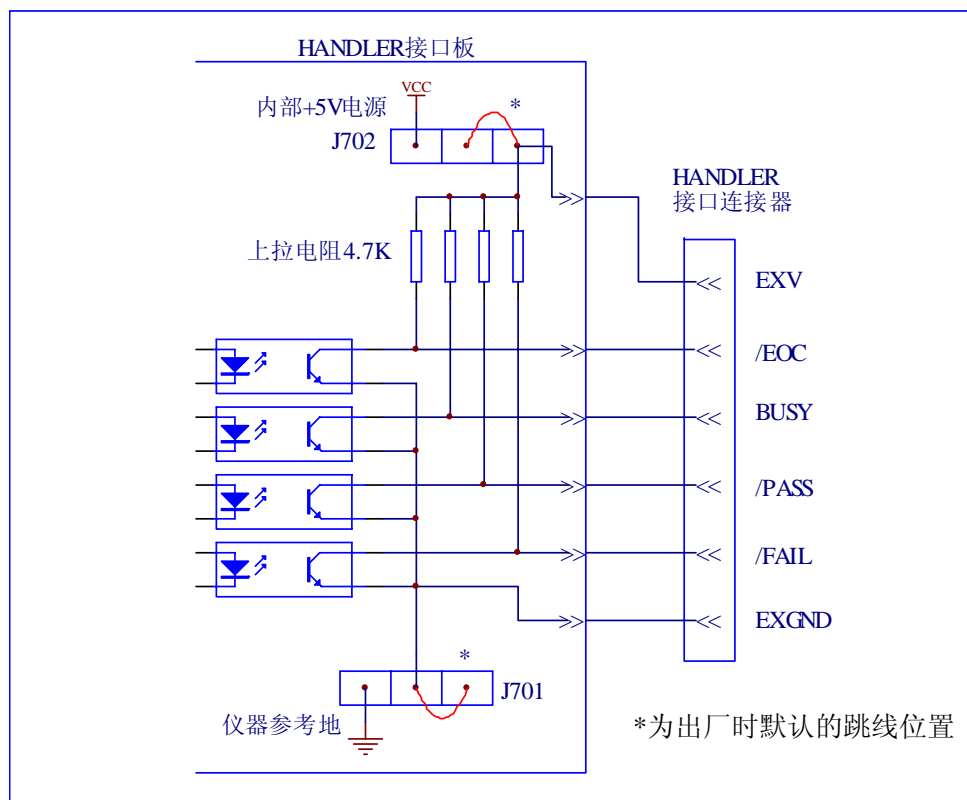 HANDLER接口板
VCC
内部+5V电源
*
J702
HANDLER
接口连接器
上拉电阻4.7K
EXV
/EOC
BUSY
/PASS
/FAIL
EXGND
*
J701
仪器参考地
*为出厂时默认的跳线位置